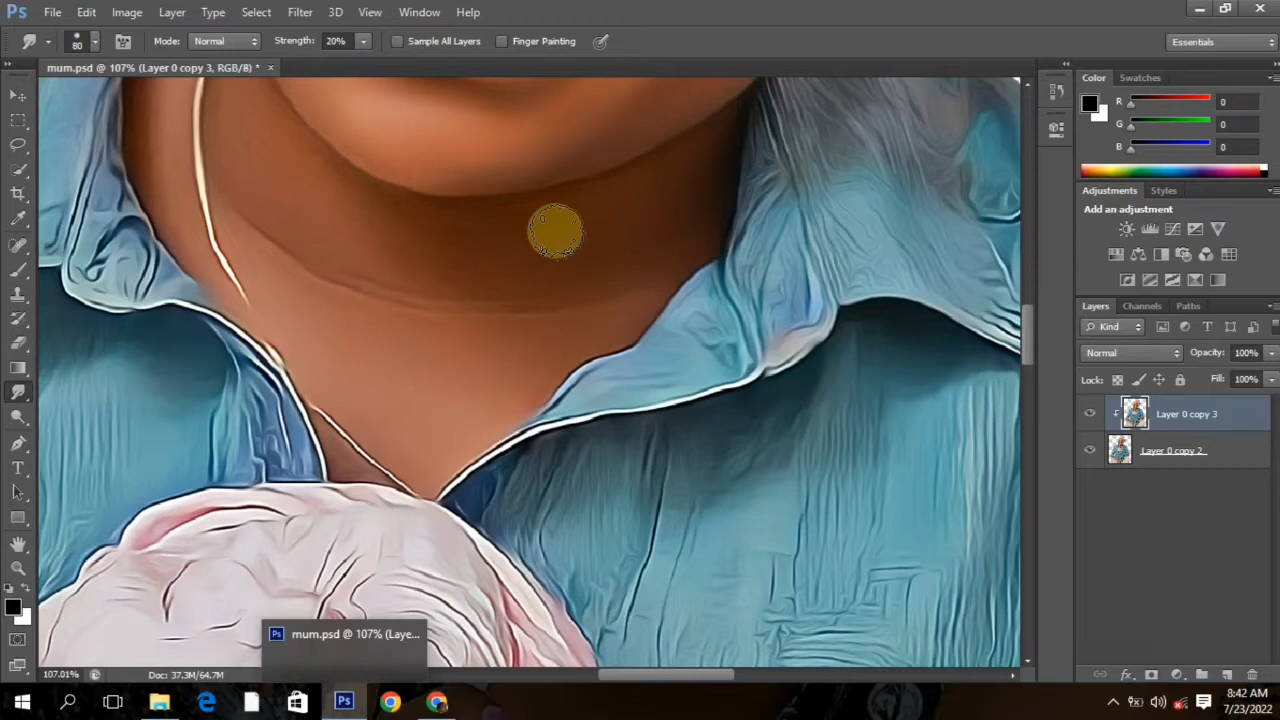 Ps File Edit Image Layer Type Select Filter 3D View Window Help
80 Mode: Normal Strength: 20% Sample All Layers Finger Painting Essentials
mum.psd @ 107% (Layer 0 copy 3, RGB/8) * ×
Color Swatches
R 0
G 0
B 0
Adjustments Styles
Add an adjustment
Layers Channels Paths
Kind
Normal Opacity: 100%
Lock: Fill: 100%
Layer 0 copy 3
Layer 0 copy 2
Ps mum.psd @ 107% (Laye...
107.01% Doc: 37.3M/64.7M
Ps
8:42 AM
7/23/2022